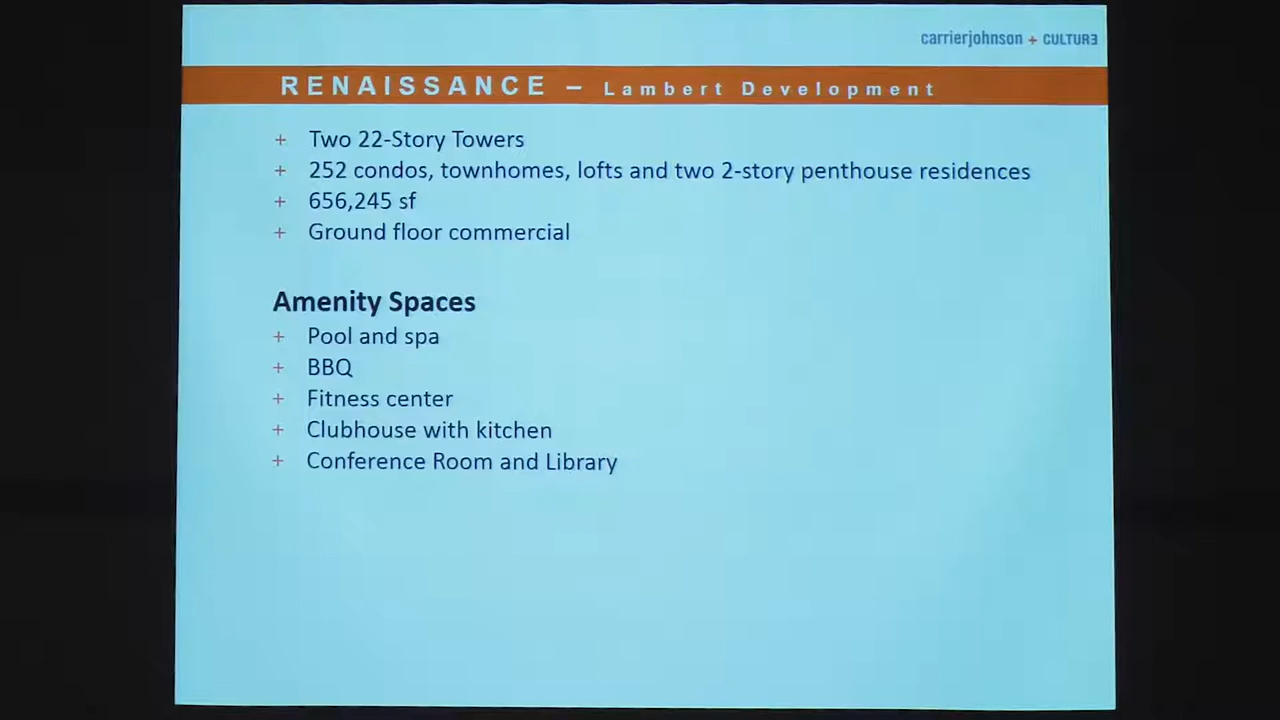 carrierjohnson + CULTURE
RENAISSANCE – Lambert Development
+ Two 22-Story Towers
+ 252 condos, townhomes, lofts and two 2-story penthouse residences
+ 656,245 sf
+ Ground floor commercial
Amenity Spaces
+ Pool and spa
+ BBQ
+ Fitness center
+ Clubhouse with kitchen
+ Conference Room and Library